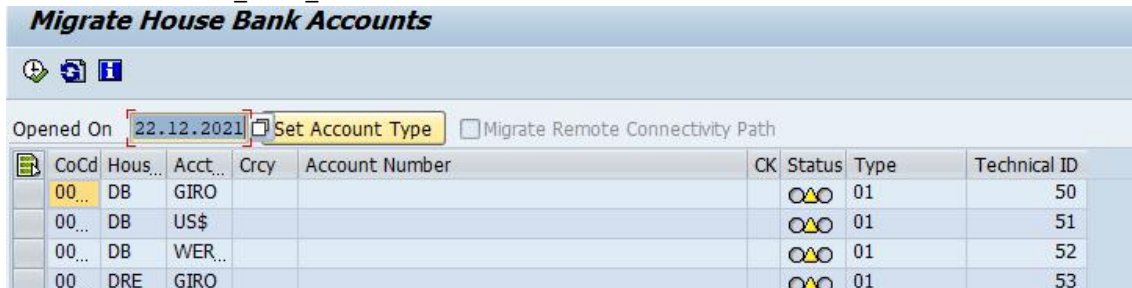 Migrate House Bank Accounts
Opened On 22.12.2021 Set Account Type Migrate Remote Connectivity Path
CoCd Hous... Acct... Crcy Account Number CK Status Type Technical ID
00... DB GIRO 01 50
00... DB US$ 01 51
00... DB WER... 01 52
00 DRE GIRO 01 53